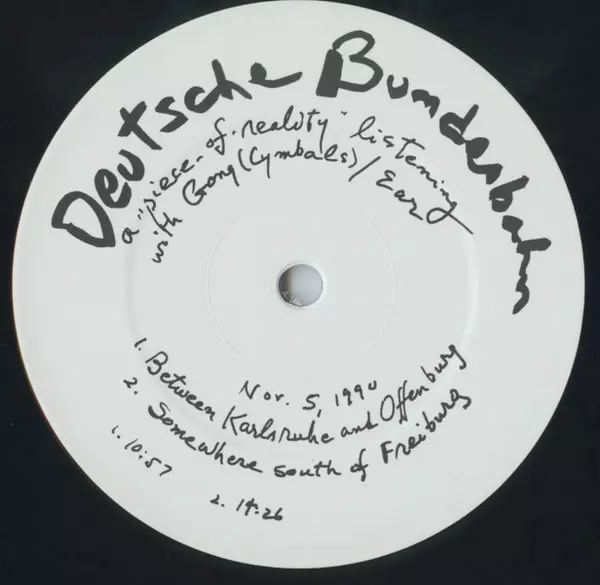 Deutsche Bundesbahn
a "piece-of-reality" listening
with Gong (Cymbals) / Ear
Nov. 5, 1990
1. Between Karlsruhe and Offenburg
2. Somewhere south of Freiburg
1. 10:57
2. 14:26